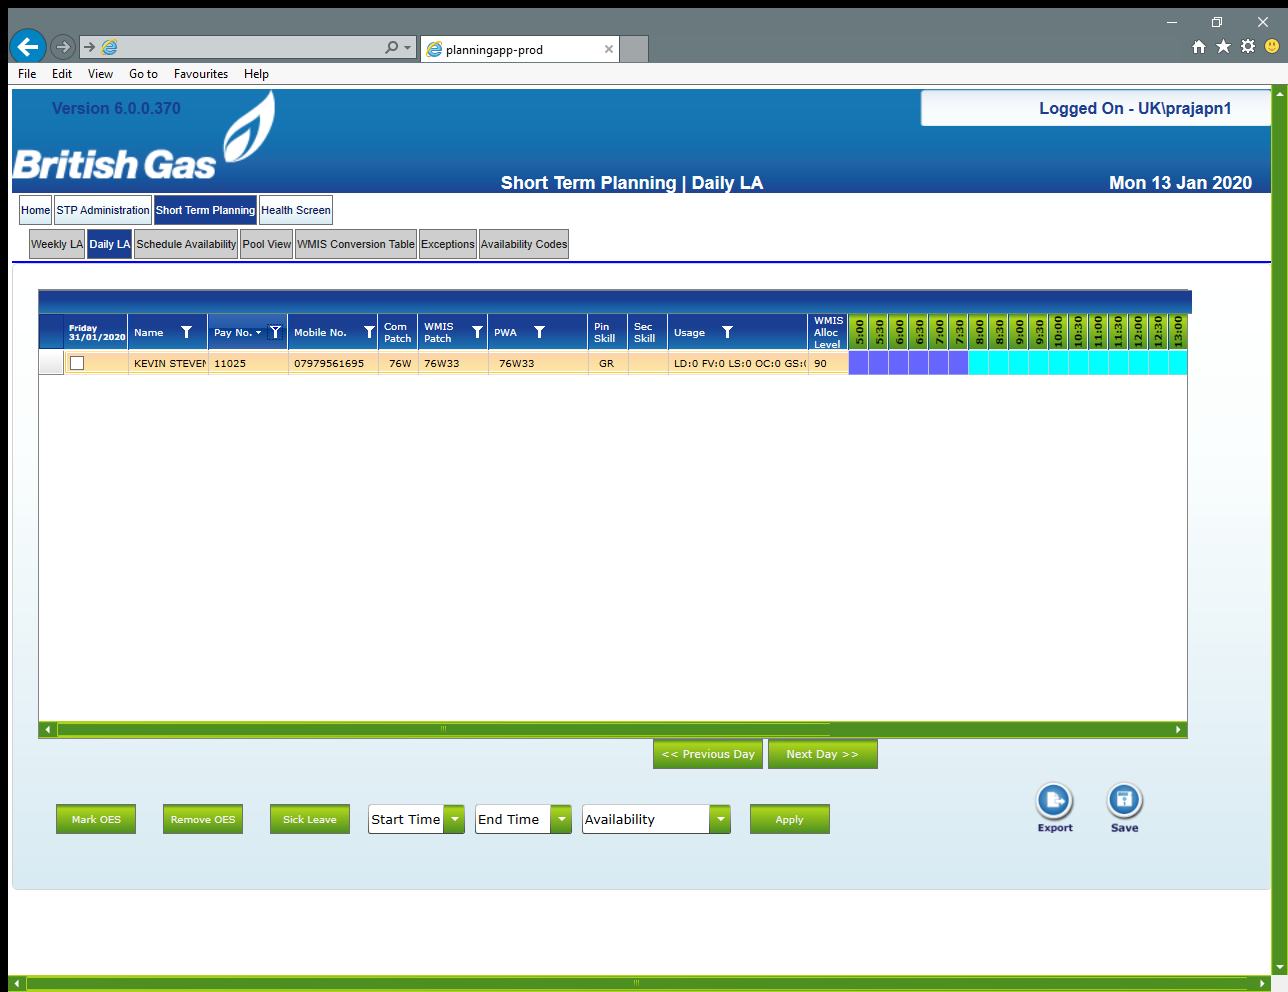 planningapp-prod
File Edit View Go to Favourites Help
Version 6.0.0.370
Logged On - UK\prajapn1
British Gas
Short Term Planning | Daily LA
Mon 13 Jan 2020
Home STP Administration Short Term Planning Health Screen
Weekly LA Daily LA Schedule Availability Pool View WMIS Conversion Table Exceptions Availability Codes
Friday 31/01/2020 Name Pay No. Mobile No. Com Patch WMIS Patch PWA Pin Skill Sec Skill Usage WMIS Alloc Level 5:00 5:30 6:00 6:30 7:00 7:30 8:00 8:30 9:00 9:30 10:00 10:30 11:00 11:30 12:00 12:30 13:00
KEVIN STEVEN 11025 07979561695 76W 76W33 76W33 GR LD:0 FV:0 LS:0 OC:0 GS: 90
<< Previous Day Next Day >>
Mark OES Remove OES Sick Leave Start Time End Time Availability Apply
Export Save